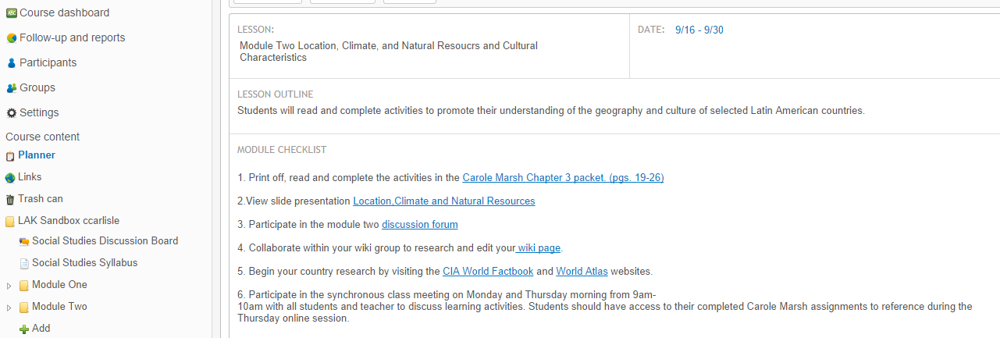 Course dashboard
Follow-up and reports
Participants
Groups
Settings
Course content
Planner
Links
Trash can
LAK Sandbox ccarlisle
Social Studies Discussion Board
Social Studies Syllabus
Module One
Module Two
Add
LESSON:
Module Two Location, Climate, and Natural Resoucrs and Cultural
Characteristics
DATE: 9/16 - 9/30
LESSON OUTLINE
Students will read and complete activities to promote their understanding of the geography and culture of selected Latin American countries.
MODULE CHECKLIST
1. Print off, read and complete the activities in the Carole Marsh Chapter 3 packet. (pgs. 19-26)
2.View slide presentation Location,Climate and Natural Resources
3. Participate in the module two discussion forum
4. Collaborate within your wiki group to research and edit your wiki page.
5. Begin your country research by visiting the CIA World Factbook and World Atlas websites.
6. Participate in the synchronous class meeting on Monday and Thursday morning from 9am-
10am with all students and teacher to discuss learning activities. Students should have access to their completed Carole Marsh assignments to reference during the
Thursday online session.